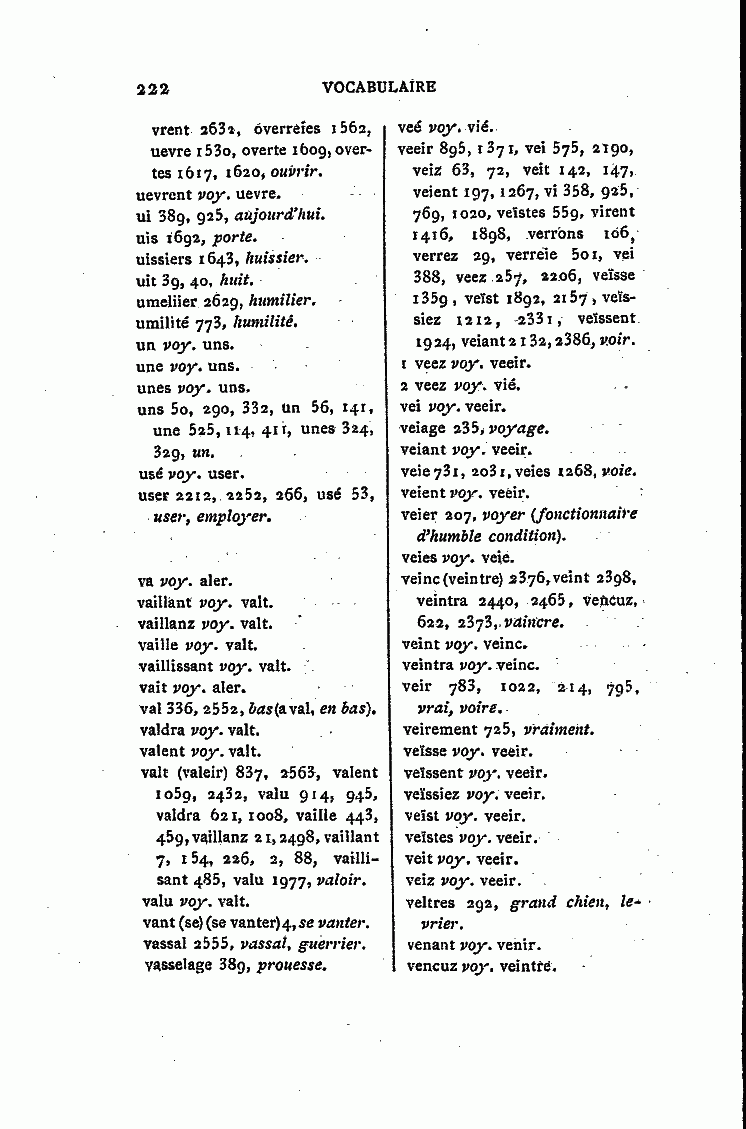 222 VOCABULAIRE
vrent 2632, overrèies 1562,
uevre 1530, overte 1609, over-
tes 1617, 1620, ouvrir.
uevrent voy. uevre.
ui 389, 925, aujourd'hui.
uis 1692, porte.
uissiers 1643, huissier.
uit 39, 40, huit.
umeliier 2629, humilier.
umilité 773, humilité.
un voy. uns.
une voy. uns.
unes voy. uns.
uns 50, 290, 332, un 56, 141,
une 525, 114, 411, unes 324,
329, un.
usé voy. user.
user 2212, 2252, 266, usé 53,
user, employer.
va voy. aler.
vaillant voy. valt.
vaillanz voy. valt.
vaille voy. valt.
vaillissant voy. valt.
vait voy. aler.
val 336, 2552, bas (a val, en bas).
valdra voy. valt.
valent voy. valt.
valt (valeir) 837, 2563, valent
1059, 2432, valu 914, 945,
valdra 621, 1008, vaille 443,
459, vaillanz 21, 2498, vaillant
7, 154, 226, 2, 88, vailli-
sant 485, valu 1977, valoir.
valu voy. valt.
vant (se) (se vanter) 4, se vanter.
vassal 2555, vassal, guerrier.
vasselage 389, prouesse.
veé voy. vié.
veeir 895, 1371, vei 575, 2190,
veiz 63, 72, veit 142, 147,
veient 197, 1267, vi 358, 925,
769, 1020, veïstes 559, virent
1416, 1898, verrons 106,
verrez 29, verreie 501, vei
388, veez 257, 2206, veïsse
1359, veïst 1892, 2157, veïs-
siez 1212, 2331, veïssent
1924, veiant 2132, 2386, voir.
1 veez voy. veeir.
2 veez voy. vié.
vei voy. veeir.
veiage 235, voyage.
veiant voy. veeir.
veie 731, 2031, veies 1268, voie.
veient voy. veeir.
veier 207, voyer (fonctionnaire
d'humble condition).
veies voy. veie.
veinc (veintre) 2376, veint 2398,
veintra 2440, 2465, vencuz,
622, 2373, vaincre.
veint voy. veinc.
veintra voy. veinc.
veir 783, 1022, 214, 795,
vrai, voire.
veirement 725, vraiment.
veïsse voy. veeir.
veïssent voy. veeir.
veïssiez voy. veeir.
veïst voy. veeir.
veïstes voy. veeir.
veit voy. veeir.
veiz voy. veeir.
veltres 292, grand chien, le-
vrier.
venant voy. venir.
vencuz voy. veintre.